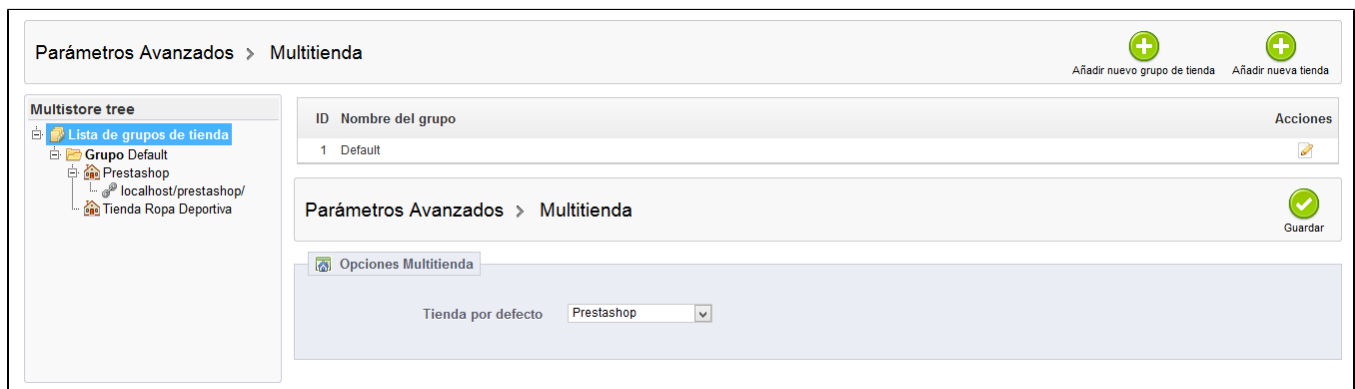 Parámetros Avanzados > Multitienda
Añadir nuevo grupo de tienda
Añadir nueva tienda
Multistore tree
Lista de grupos de tienda
Grupo Default
Prestashop
localhost/prestashop/
Tienda Ropa Deportiva
ID Nombre del grupo Acciones
1 Default
Parámetros Avanzados > Multitienda
Guardar
Opciones Multitienda
Tienda por defecto Prestashop